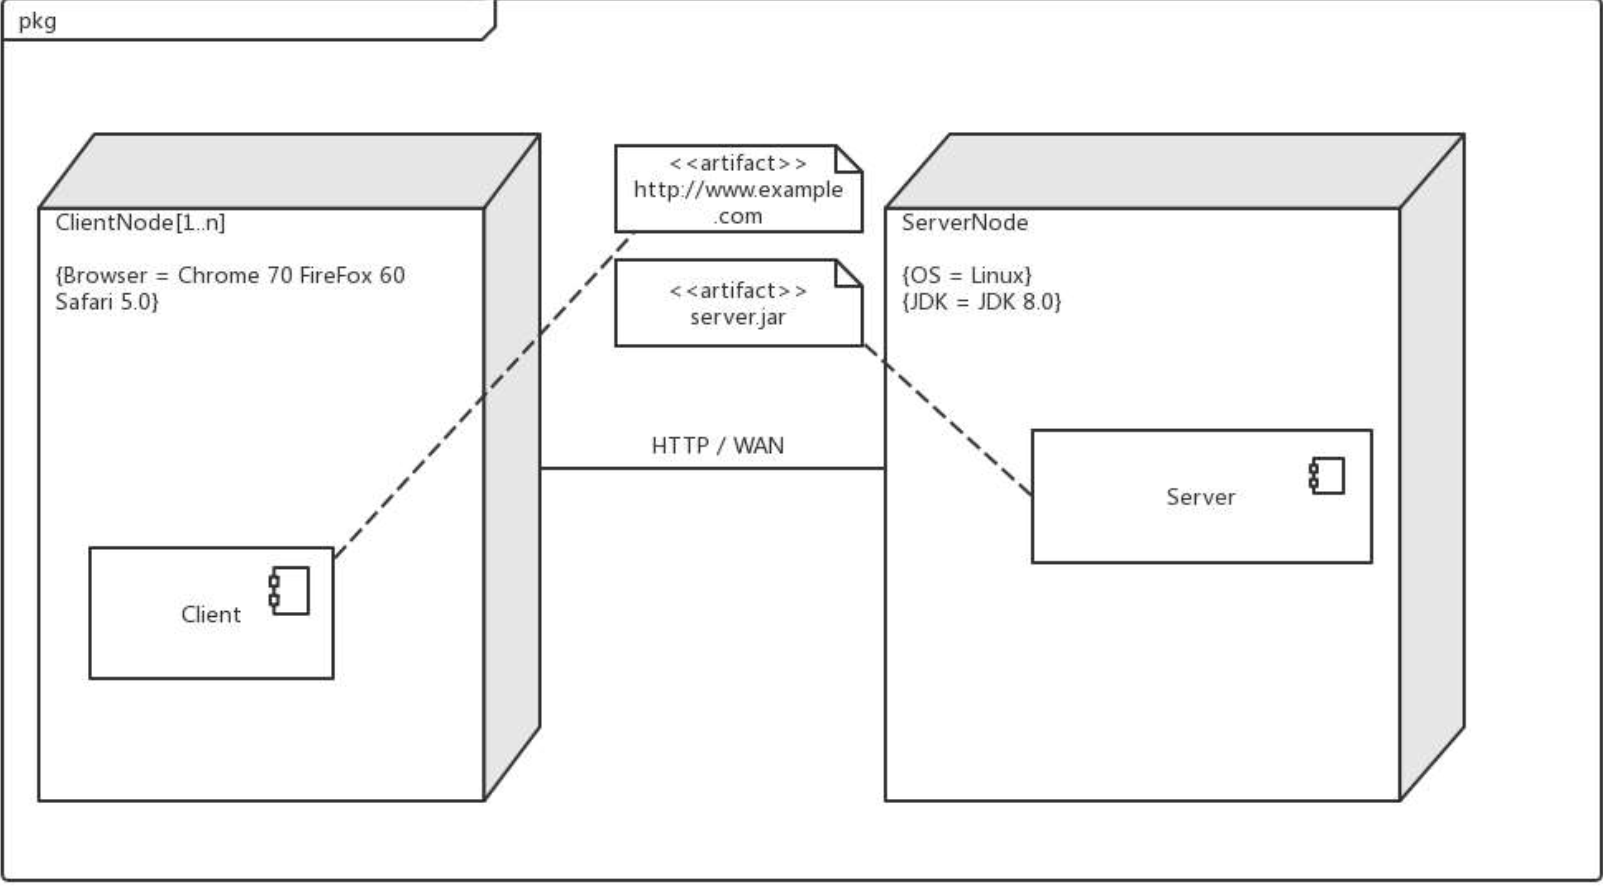 pkg
ClientNode[1..n]
{Browser = Chrome 70 FireFox 60
Safari 5.0}
Client
<<artifact>>
http://www.example
.com
<<artifact>>
server.jar
HTTP / WAN
ServerNode
{OS = Linux}
{JDK = JDK 8.0}
Server